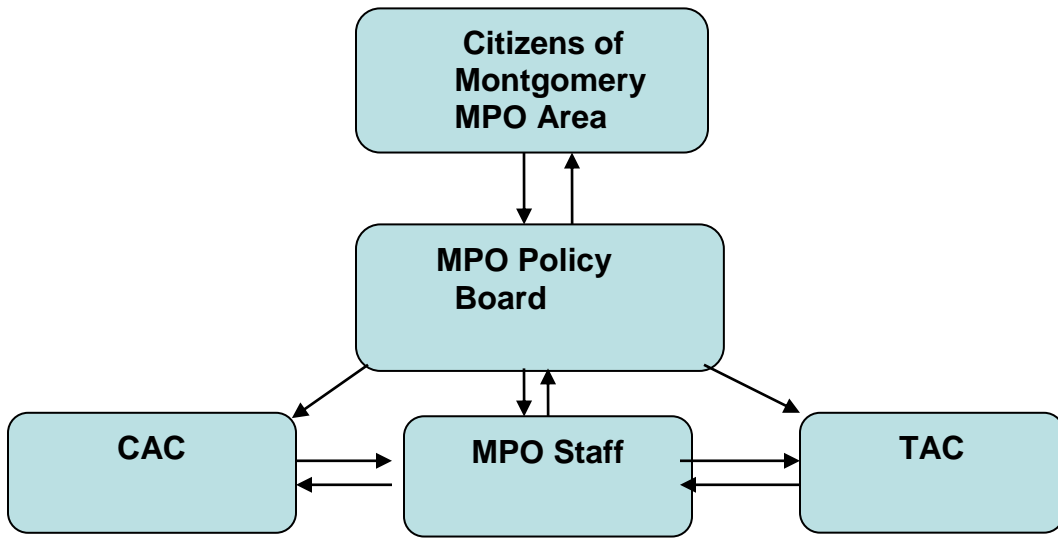 Citizens of
Montgomery
MPO Area
MPO Policy
Board
CAC
MPO Staff
TAC